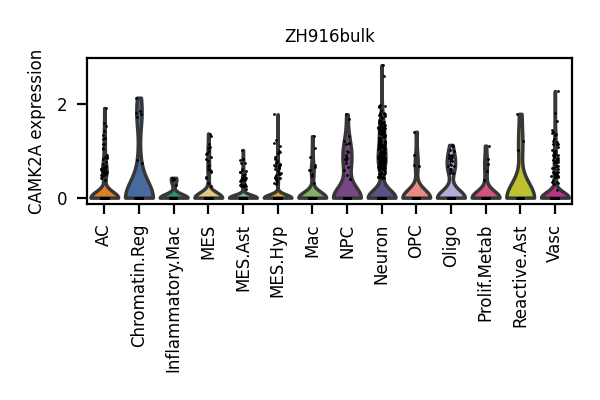 ZH916bulk
CAMK2A expression
2
0
AC
Chromatin.Reg
Inflammatory.Mac
MES
MES.Ast
MES.Hyp
Mac
NPC
Neuron
OPC
Oligo
Prolif.Metab
Reactive.Ast
Vasc